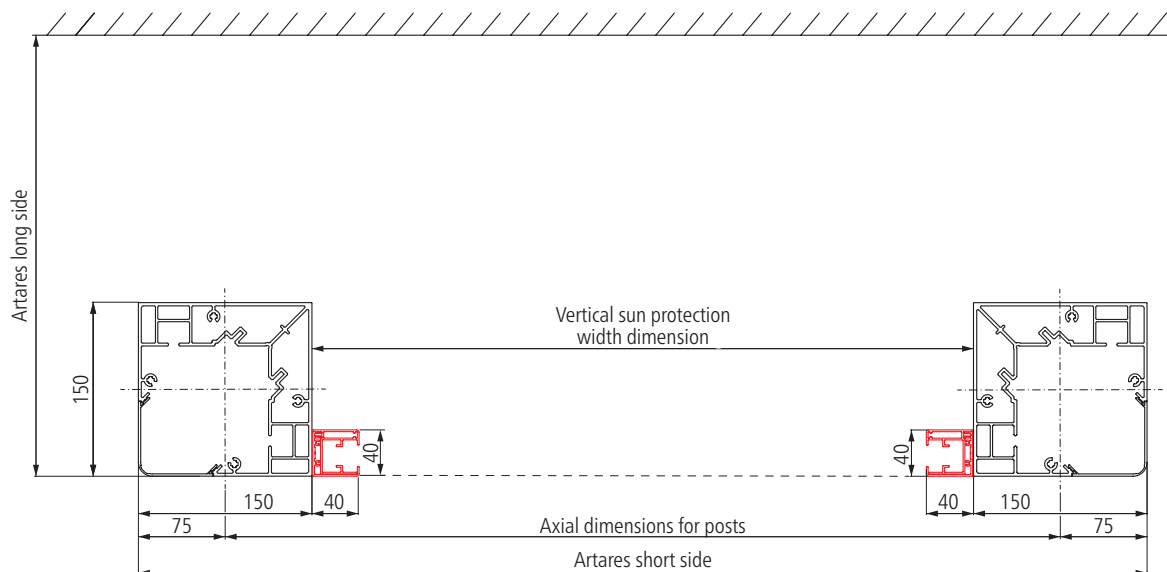 Artares long side
Vertical sun protection
width dimension
150
40
40
150
40
40
150
75
Axial dimensions for posts
75
Artares short side